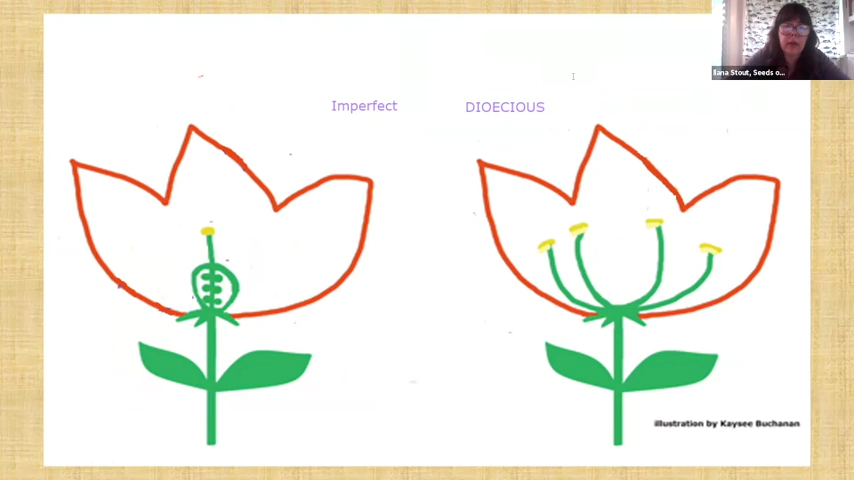 Ilana Stout, Seeds o...
Imperfect
DIOECIOUS
illustration by Kaysee Buchanan